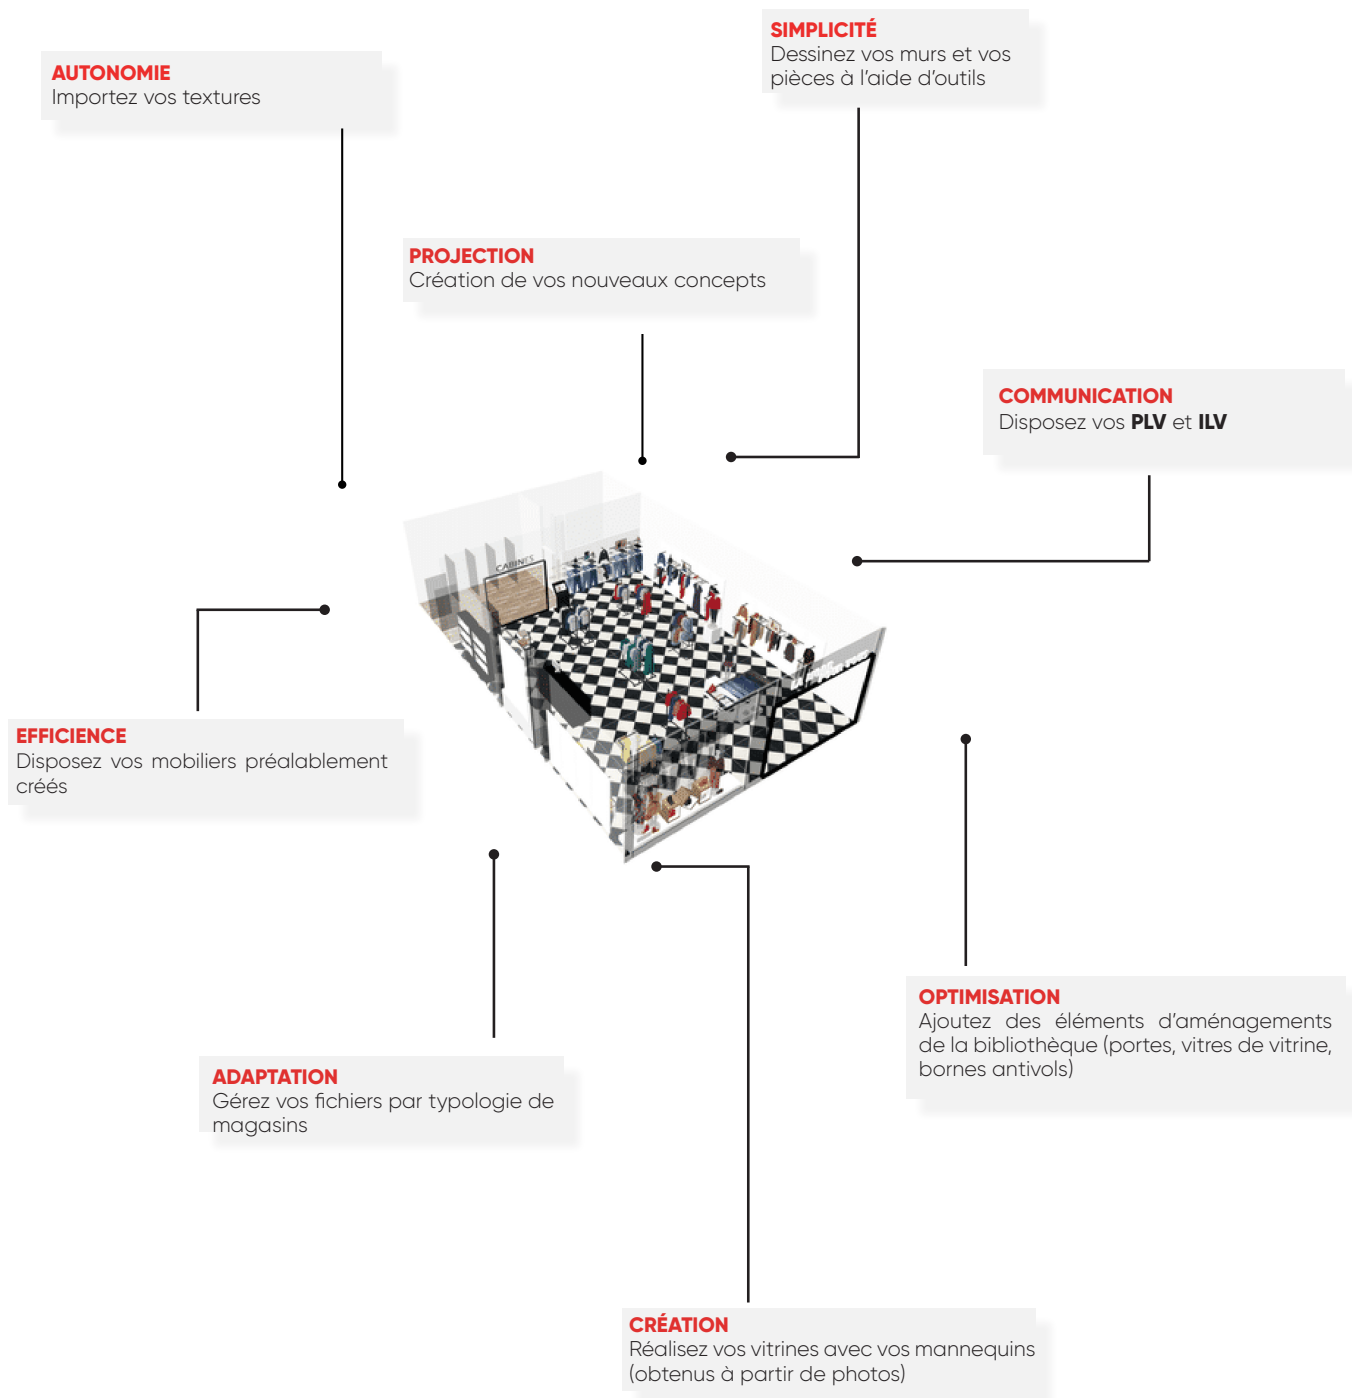 SIMPLICITÉ
Dessinez vos murs et vos
pièces à l’aide d’outils
AUTONOMIE
Importez vos textures
PROJECTION
Création de vos nouveaux concepts
COMMUNICATION
Disposez vos PLV et ILV
CABINES
EFFICIENCE
Disposez vos mobiliers préalablement
créés
OPTIMISATION
Ajoutez des éléments d’aménagements
de la bibliothèque (portes, vitres de vitrine,
bornes antivols)
ADAPTATION
Gérez vos fichiers par typologie de
magasins
CRÉATION
Réalisez vos vitrines avec vos mannequins
(obtenus à partir de photos)